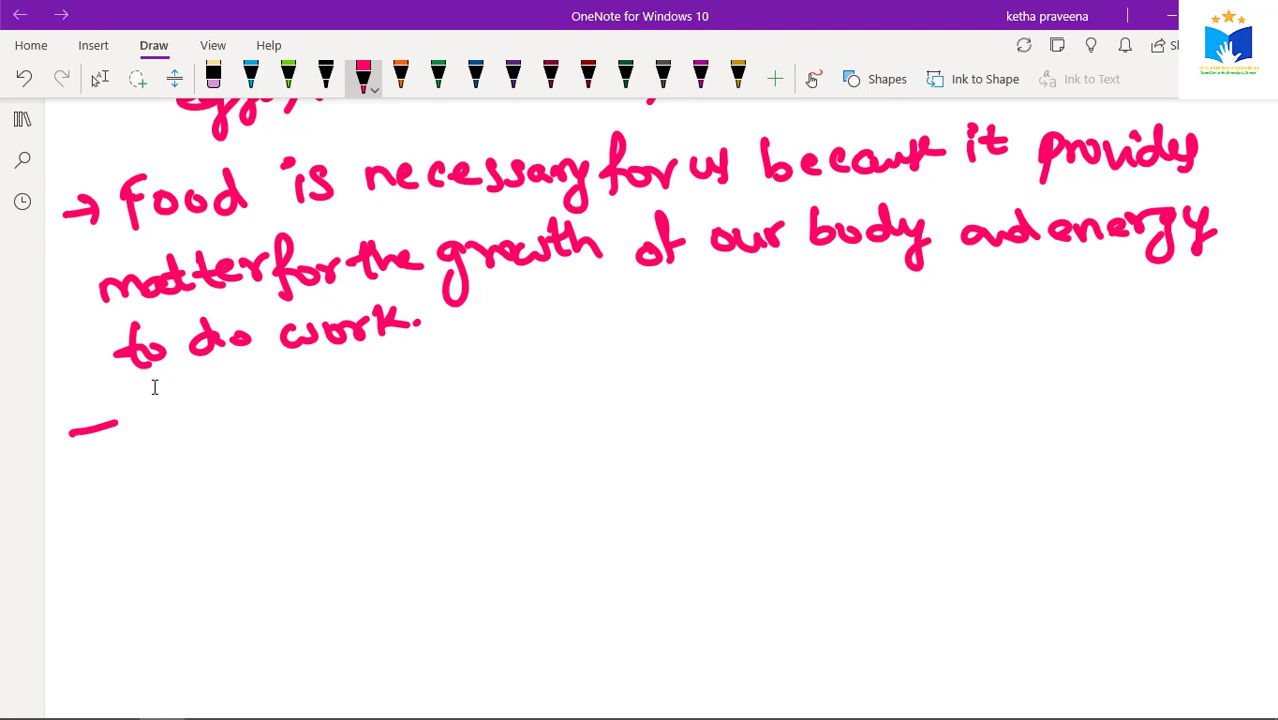 OneNote for Windows 10
ketha praveena
Home Insert Draw View Help
Shapes Ink to Shape Ink to Text
→ Food is necessary for us because it provides
matter for the growth of our body and energy
to do work.